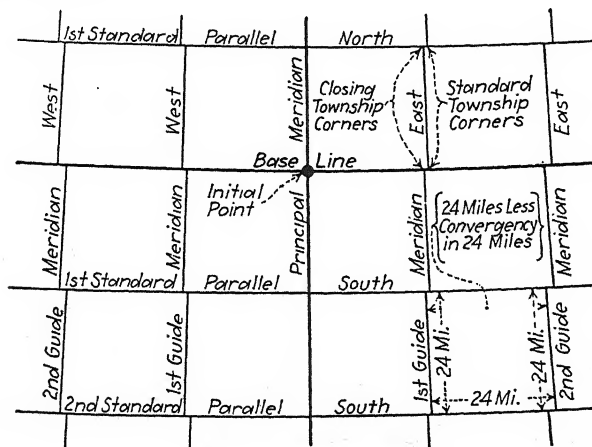 1st Standard Parallel North
West
West
Meridian
Closing
Township
Corners
East
Standard
Township
Corners
East
Base Line
Initial
Point
Principal
Meridian
Meridian
Meridian
24 Miles Less
Convergency
in 24 Miles
Meridian
1st Standard Parallel South
2nd Guide
1st Guide
1st Guide
24 Mi.
24 Mi.
2nd Guide
24 Mi.
2nd Standard Parallel South